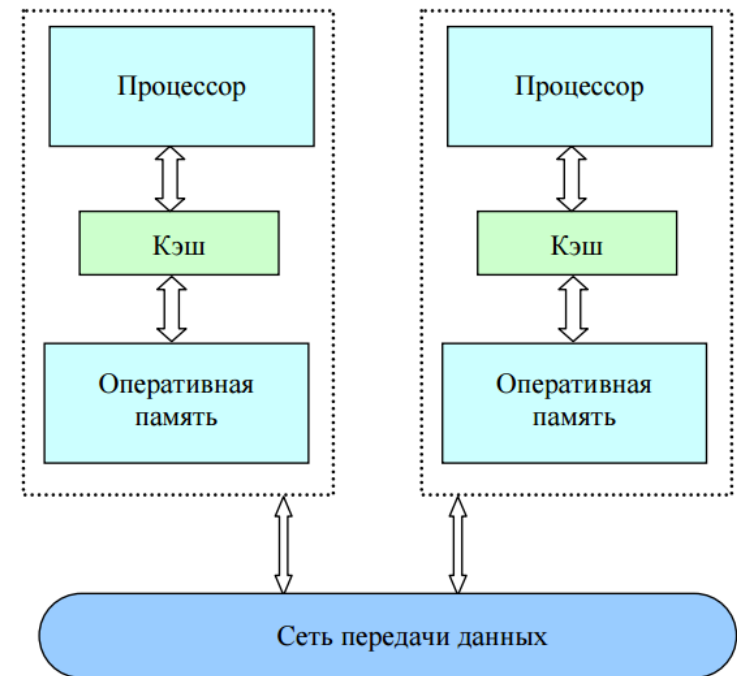 Процессор
Кэш
Оперативная
память
Процессор
Кэш
Оперативная
память
Сеть передачи данных